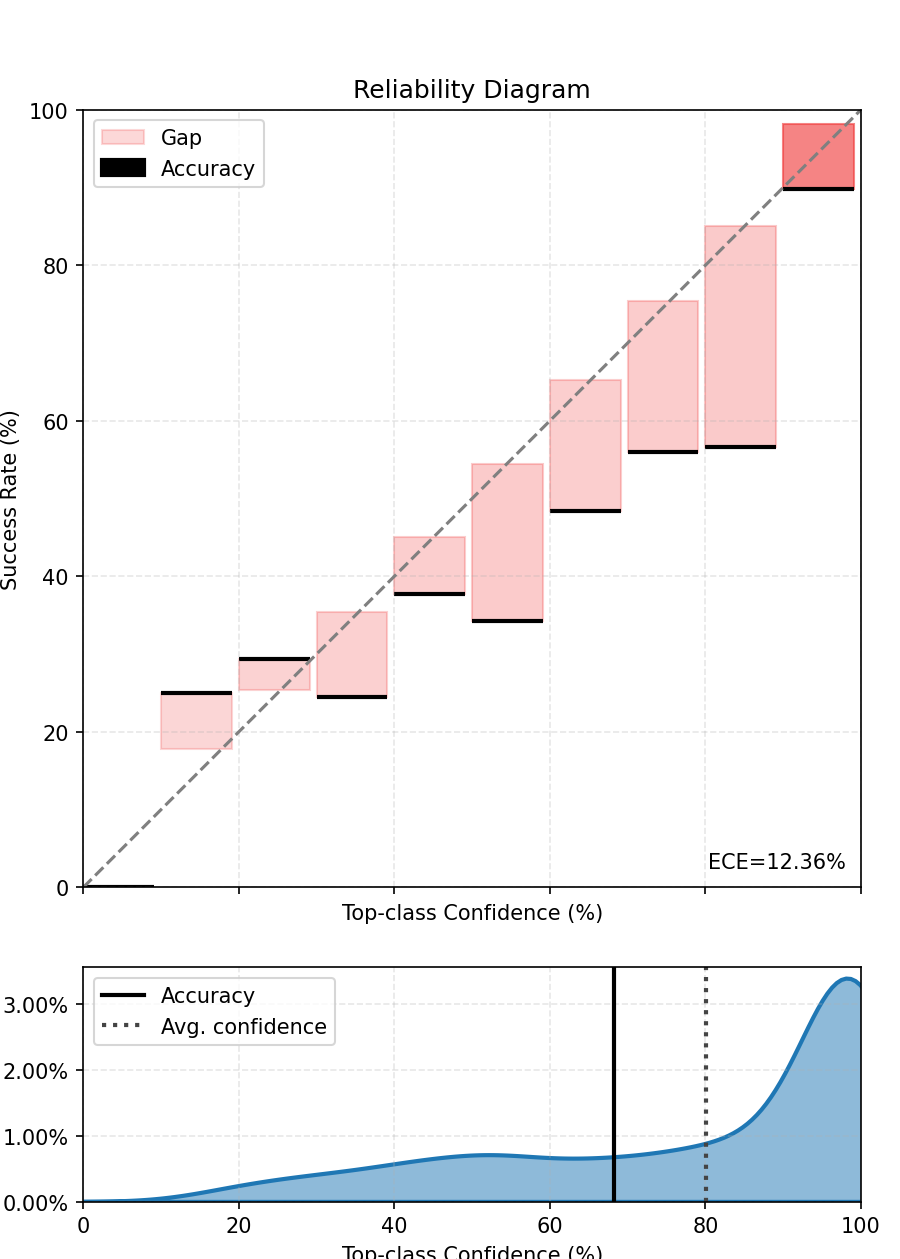 Reliability Diagram
100
80
60
40
20
0
Success Rate (%)
Gap
Accuracy
ECE=12.36%
Top-class Confidence (%)
3.00%
2.00%
1.00%
0.00%
Accuracy
Avg. confidence
0 20 40 60 80 100
Top-class Confidence (%)